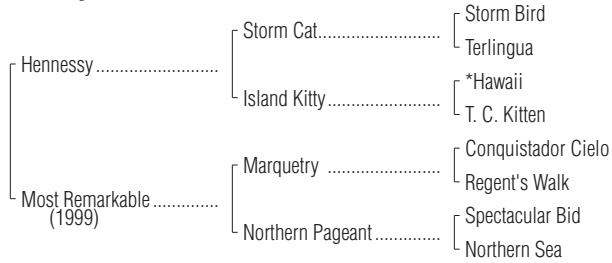 Storm Bird
Storm Cat..................
Terlingua
Hennessy ..........................
*Hawaii
Island Kitty.....................
T. C. Kitten
Conquistador Cielo
Marquetry .....................
Regent's Walk
Most Remarkable..............
(1999)
Spectacular Bid
Northern Pageant.............
Northern Sea